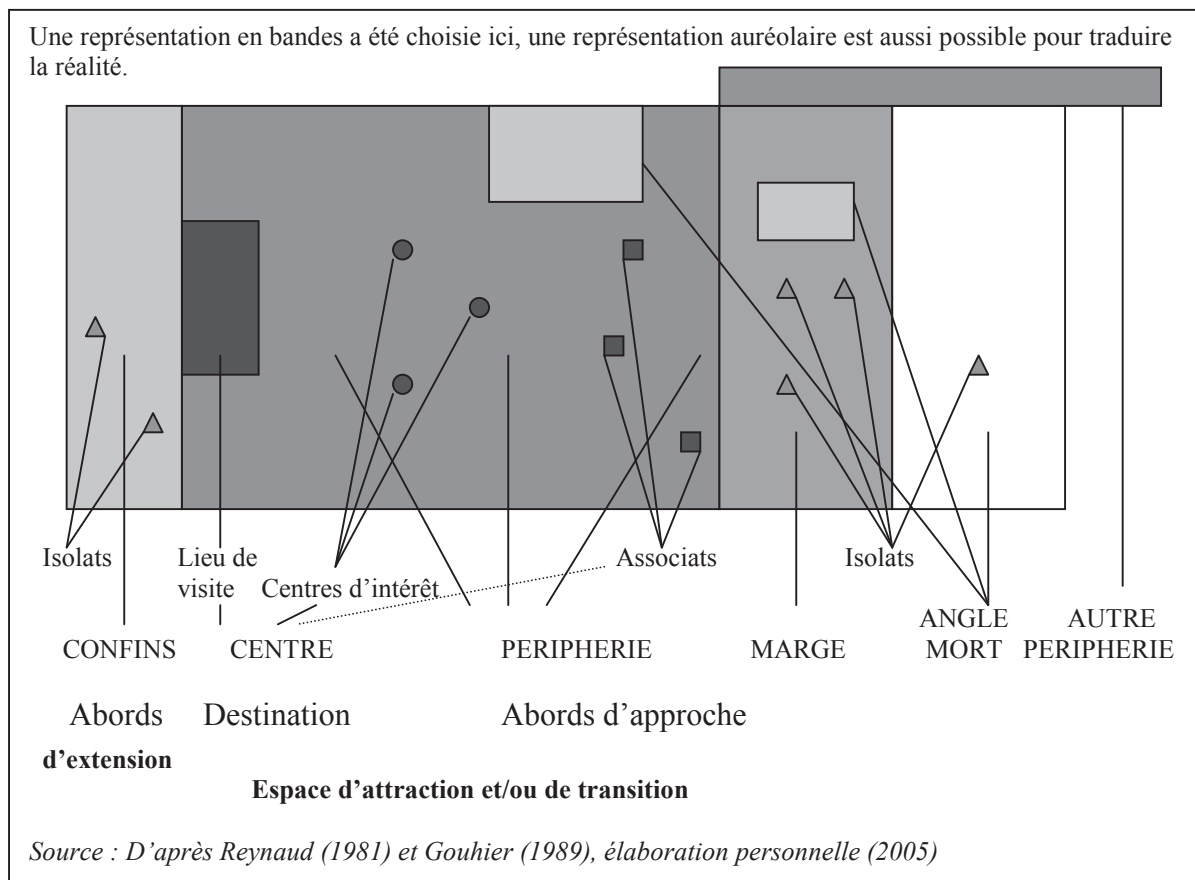 Une représentation en bandes a été choisie ici, une représentation auréolaire est aussi possible pour traduire
la réalité.
Isolats
Lieu de
visite
Centres d’intérêt
Associats
Isolats
CONFINS
CENTRE
PERIPHERIE
MARGE
ANGLE
MORT
AUTRE
PERIPHERIE
Abords
d’extension
Destination
Abords d’approche
Espace d’attraction et/ou de transition
Source : D’après Reynaud (1981) et Gouhier (1989), élaboration personnelle (2005)